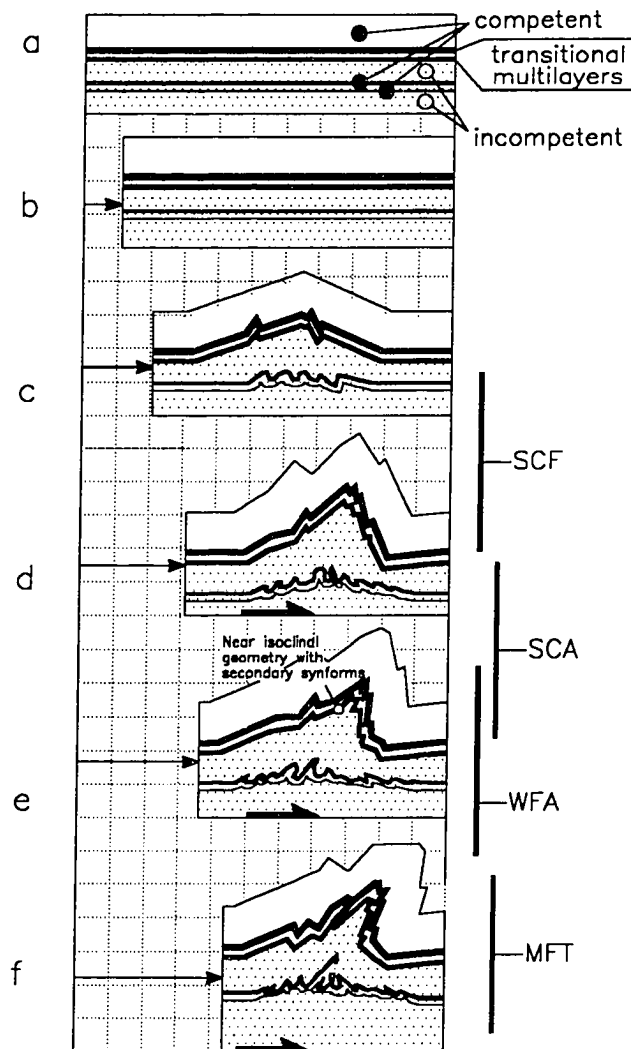 a
competent
transitional
multilayers
incompetent
b
c
SCF
d
Near isoclinal
geometry with
secondary synforms
SCA
e
WFA
f
MFT